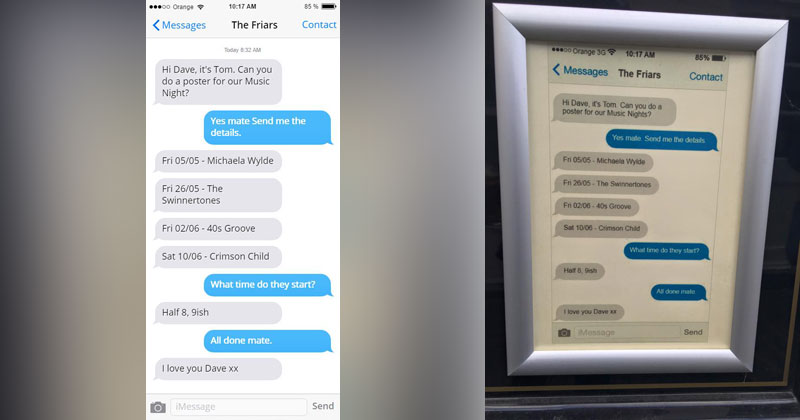 ●●●○○ Orange 10:17 AM 85 %
Messages The Friars Contact
Today 8:32 AM
Hi Dave, it's Tom. Can you
do a poster for our Music
Night?
Yes mate Send me the
details.
Fri 05/05 - Michaela Wylde
Fri 26/05 - The
Swinnertones
Fri 02/06 - 40s Groove
Sat 10/06 - Crimson Child
What time do they start?
Half 8, 9ish
All done mate.
I love you Dave xx
iMessage Send
●●●○○ Orange 3G 10:17 AM 85%
Messages The Friars Contact
Hi Dave, it's Tom. Can you do a
poster for our Music Nights?
Yes mate. Send me the details.
Fri 05/05 - Michaela Wylde
Fri 26/05 - The Swinnertones
Fri 02/06 - 40s Groove
Sat 10/06 - Crimson Child
What time do they start?
Half 8, 9ish
All done mate.
I love you Dave xx
iMessage Send